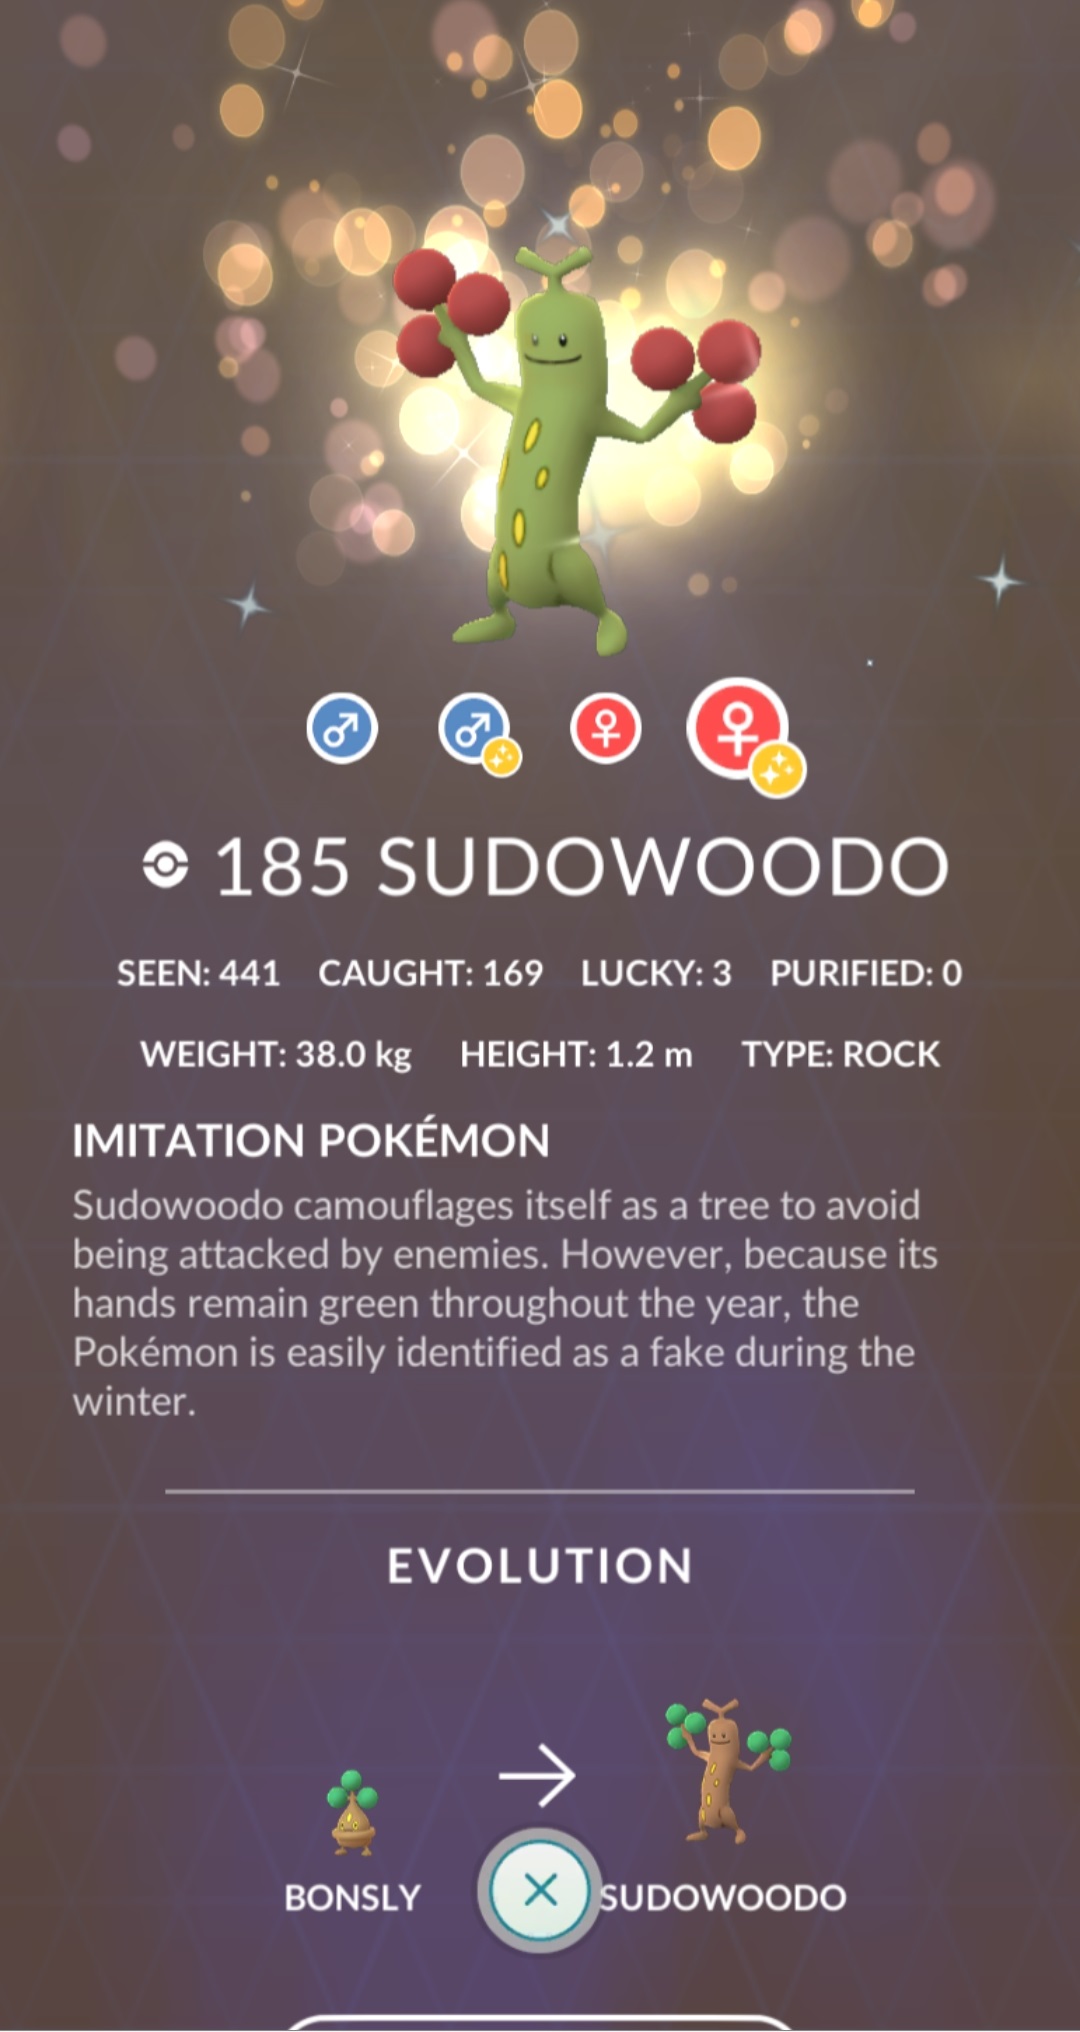 185 SUDOWOODO
SEEN: 441 CAUGHT: 169 LUCKY: 3 PURIFIED: 0
WEIGHT: 38.0 kg HEIGHT: 1.2 m TYPE: ROCK
IMITATION POKÉMON
Sudowoodo camouflages itself as a tree to avoid
being attacked by enemies. However, because its
hands remain green throughout the year, the
Pokémon is easily identified as a fake during the
winter.
EVOLUTION
BONSLY SUDOWOODO